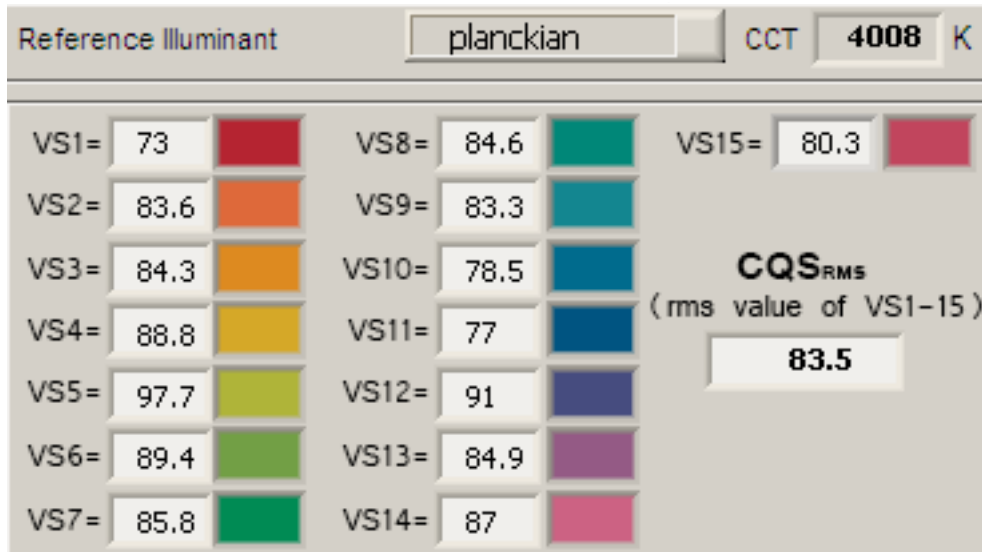 Reference Illuminant planckian CCT 4008 K
VS1= 73
VS2= 83.6
VS3= 84.3
VS4= 88.8
VS5= 97.7
VS6= 89.4
VS7= 85.8
VS8= 84.6
VS9= 83.3
VS10= 78.5
VS11= 77
VS12= 91
VS13= 84.9
VS14= 87
VS15= 80.3
CQSRMS
(rms value of VS1-15)
83.5